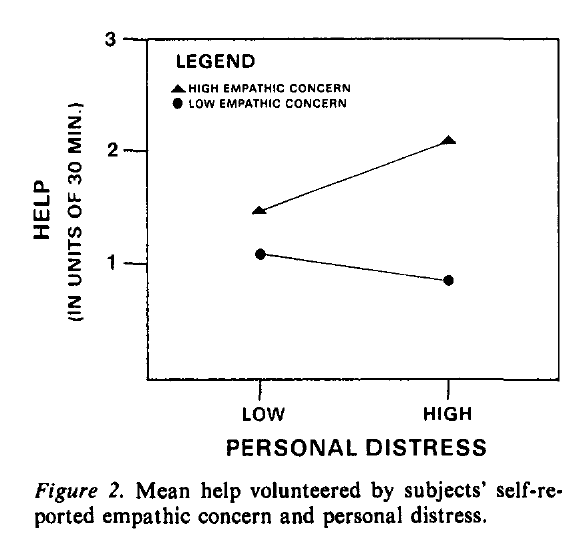 3
LEGEND
HIGH EMPATHIC CONCERN
LOW EMPATHIC CONCERN
2
1
HELP
(IN UNITS OF 30 MIN.)
LOW
HIGH
PERSONAL DISTRESS
Figure 2. Mean help volunteered by subjects' self-re-
ported empathic concern and personal distress.